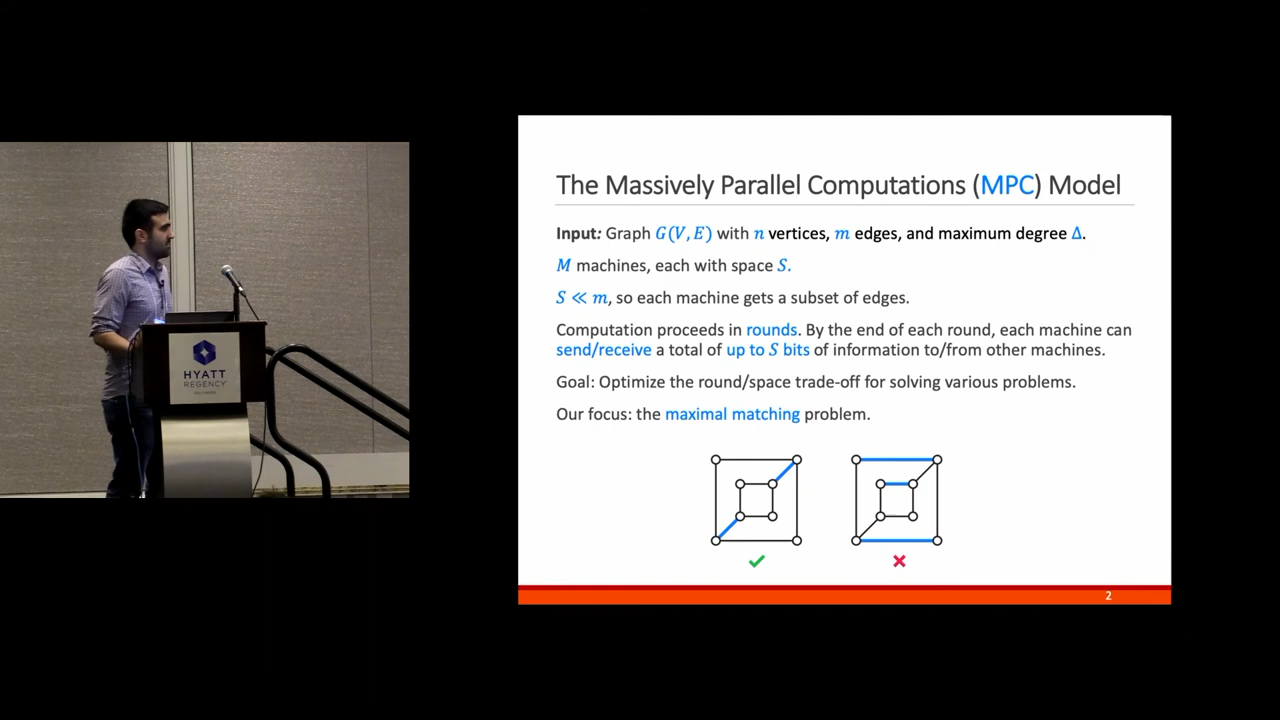 The Massively Parallel Computations (MPC) Model
Input: Graph G(V, E) with n vertices, m edges, and maximum degree Δ.
M machines, each with space S.
S ≪ m, so each machine gets a subset of edges.
Computation proceeds in rounds. By the end of each round, each machine can
send/receive a total of up to S bits of information to/from other machines.
Goal: Optimize the round/space trade-off for solving various problems.
Our focus: the maximal matching problem.
2
HYATT
REGENCY